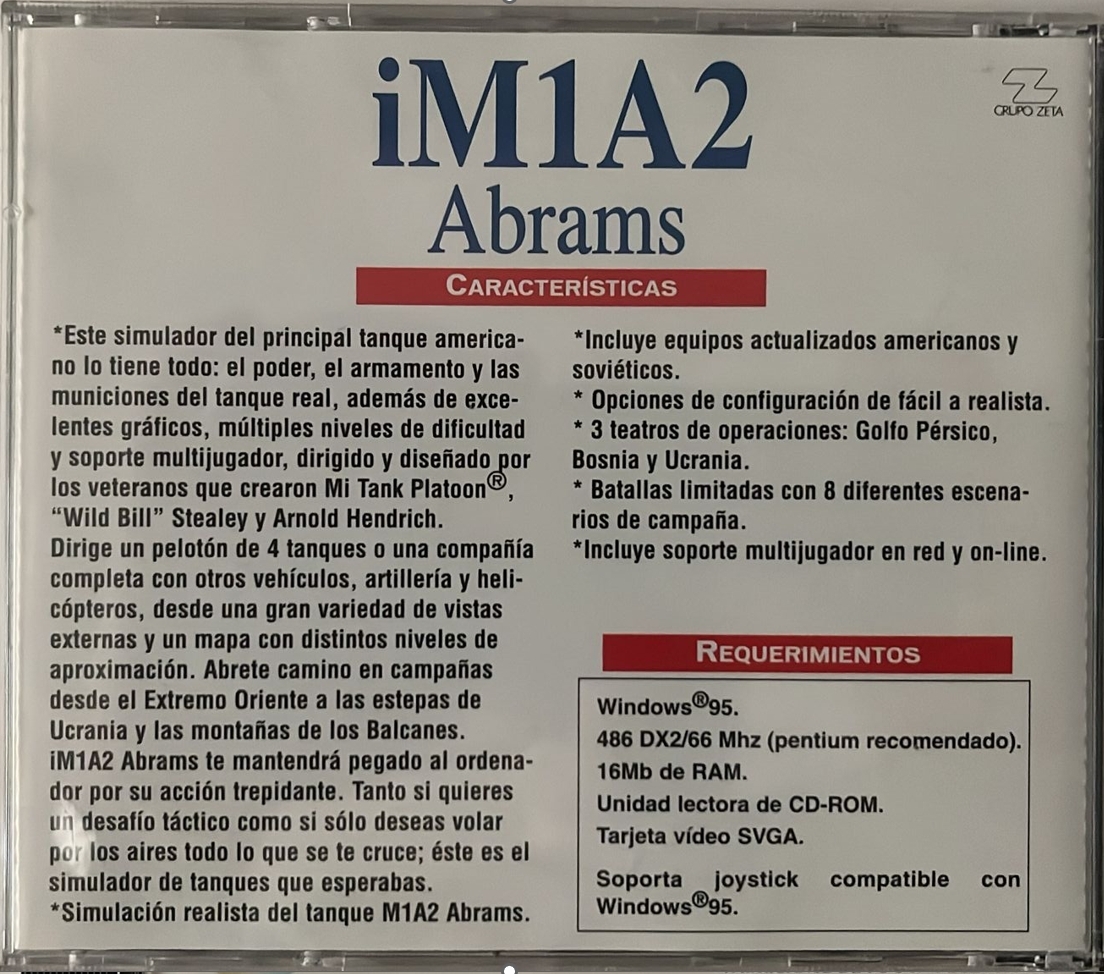 iM1A2
Abrams
GRUPO ZETA
CARACTERÍSTICAS
*Este simulador del principal tanque america-
no lo tiene todo: el poder, el armamento y las
municiones del tanque real, además de exce-
lentes gráficos, múltiples niveles de dificultad
y soporte multijugador, dirigido y diseñado por
los veteranos que crearon Mi Tank Platoon®,
“Wild Bill” Stealey y Arnold Hendrich.
Dirige un pelotón de 4 tanques o una compañía
completa con otros vehículos, artillería y heli-
cópteros, desde una gran variedad de vistas
externas y un mapa con distintos niveles de
aproximación. Abrete camino en campañas
desde el Extremo Oriente a las estepas de
Ucrania y las montañas de los Balcanes.
iM1A2 Abrams te mantendrá pegado al ordena-
dor por su acción trepidante. Tanto si quieres
un desafío táctico como si sólo deseas volar
por los aires todo lo que se te cruce; éste es el
simulador de tanques que esperabas.
*Simulación realista del tanque M1A2 Abrams.
*Incluye equipos actualizados americanos y
soviéticos.
* Opciones de configuración de fácil a realista.
* 3 teatros de operaciones: Golfo Pérsico,
Bosnia y Ucrania.
* Batallas limitadas con 8 diferentes escena-
rios de campaña.
*Incluye soporte multijugador en red y on-line.
REQUERIMIENTOS
Windows®95.
486 DX2/66 Mhz (pentium recomendado).
16Mb de RAM.
Unidad lectora de CD-ROM.
Tarjeta vídeo SVGA.
Soporta joystick compatible con
Windows®95.